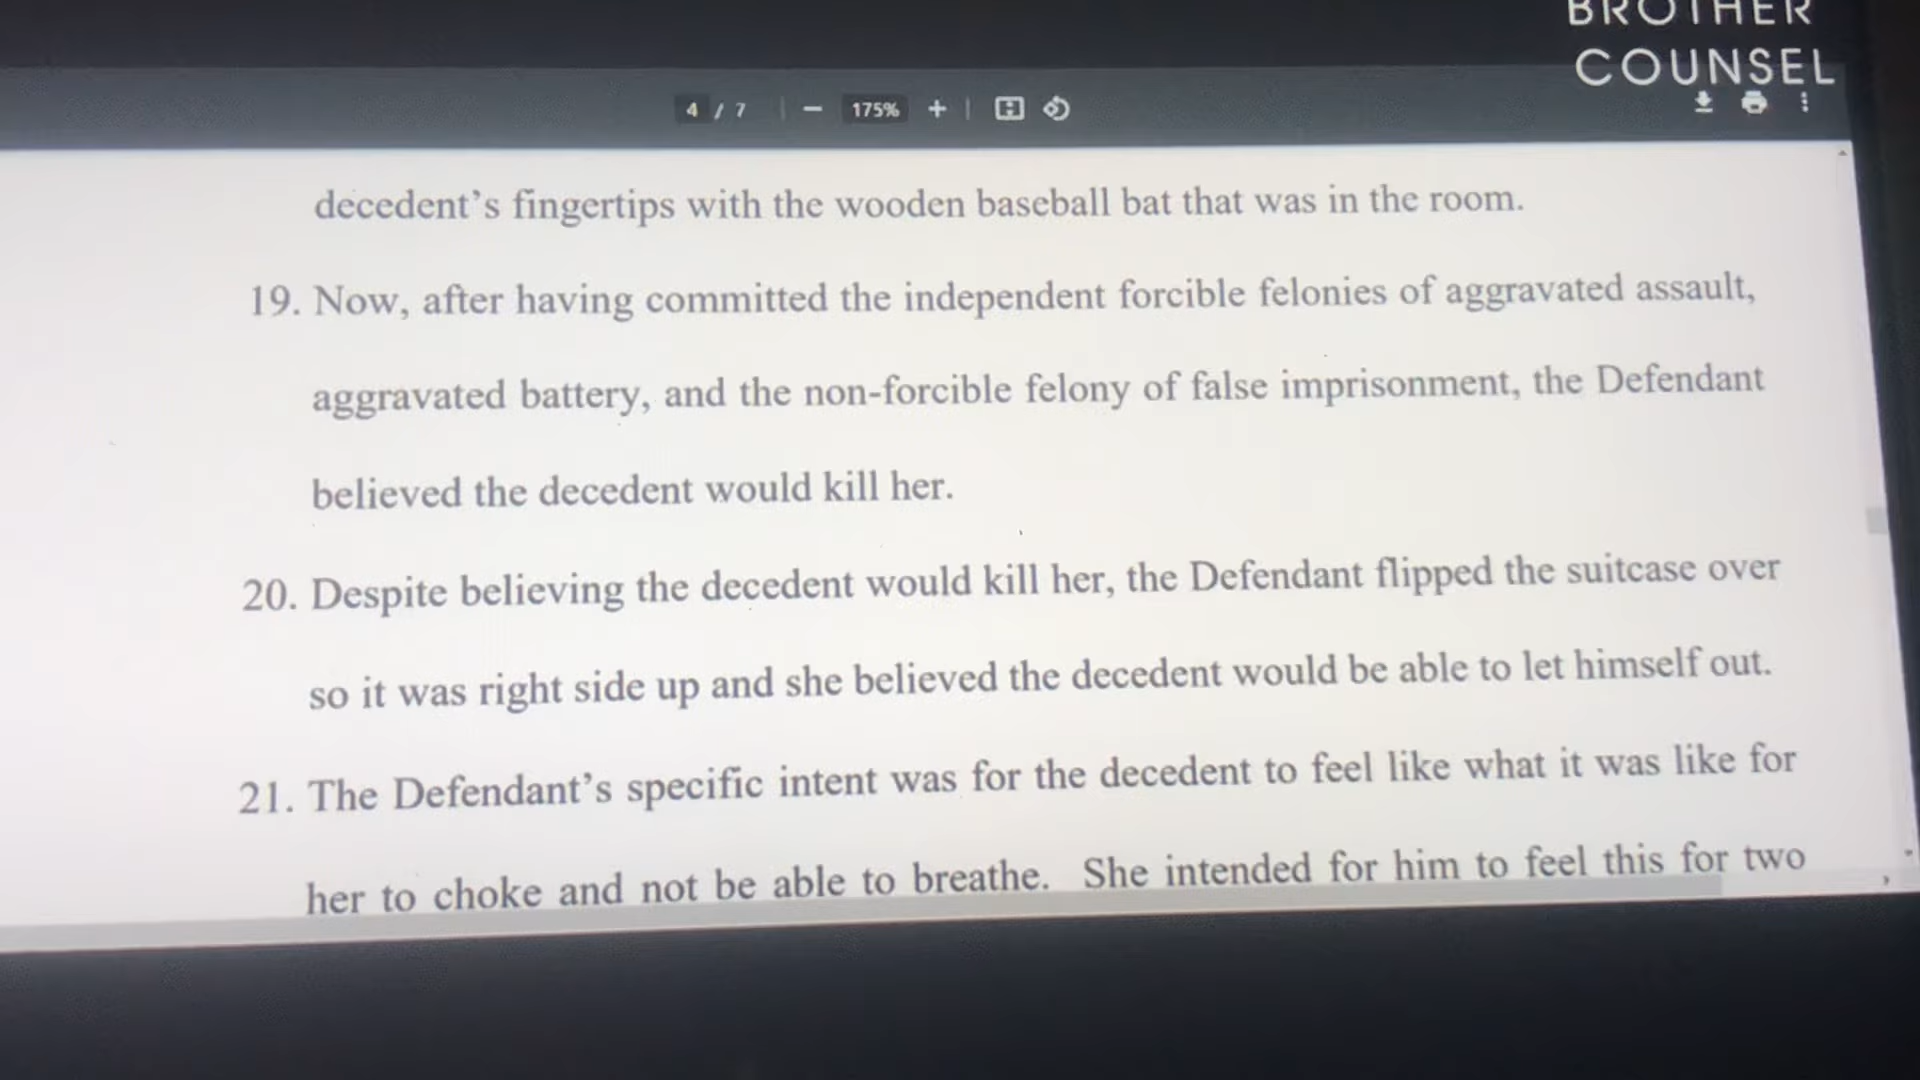 BROTHER
COUNSEL
4 / 7 − 175% +
decedent’s fingertips with the wooden baseball bat that was in the room.
19. Now, after having committed the independent forcible felonies of aggravated assault,
aggravated battery, and the non-forcible felony of false imprisonment, the Defendant
believed the decedent would kill her.
20. Despite believing the decedent would kill her, the Defendant flipped the suitcase over
so it was right side up and she believed the decedent would be able to let himself out.
21. The Defendant’s specific intent was for the decedent to feel like what it was like for
her to choke and not be able to breathe. She intended for him to feel this for two